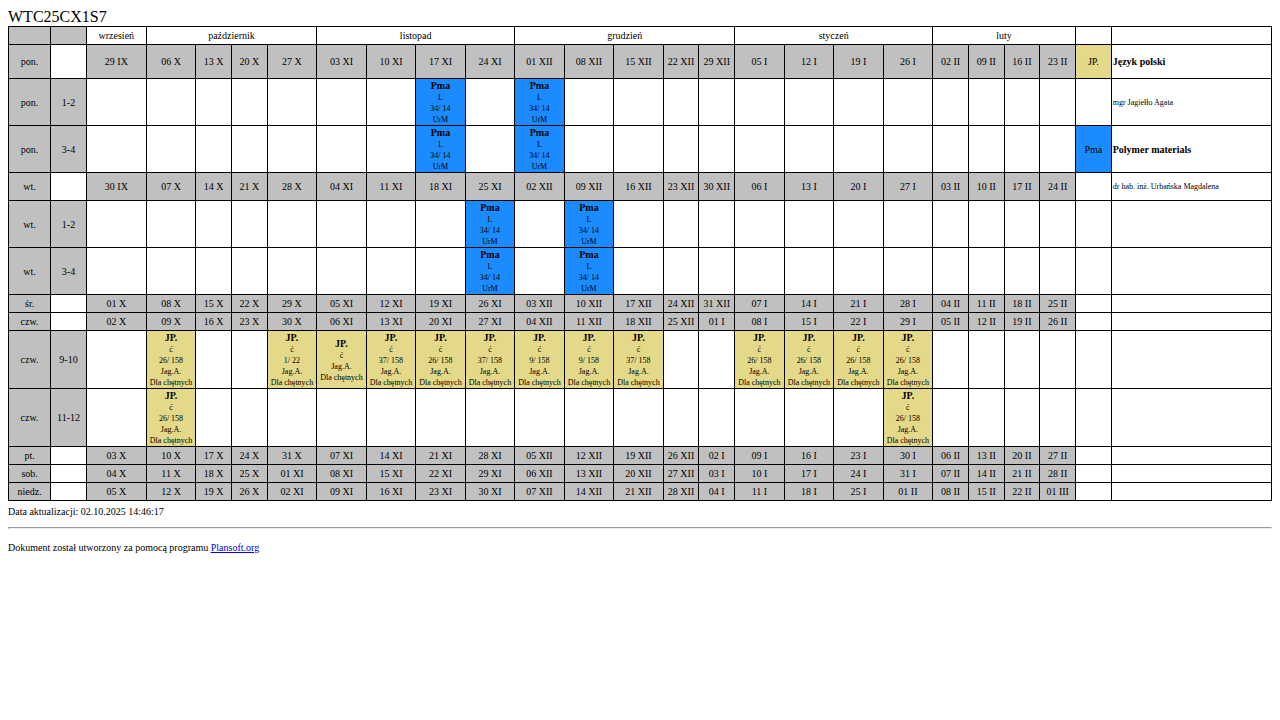 WTC25CX1S7
wrzesień październik listopad grudzień styczeń luty
pon. 29 IX 06 X 13 X 20 X 27 X 03 XI 10 XI 17 XI 24 XI 01 XII 08 XII 15 XII 22 XII 29 XII 05 I 12 I 19 I 26 I 02 II 09 II 16 II 23 II JP. Język polski
pon. 1-2 Pma Pma mgr Jagiełło Agata
L L
34/ 14 34/ 14
UrM UrM
pon. 3-4 Pma Pma Pma Polymer materials
L L
34/ 14 34/ 14
UrM UrM
wt. 30 IX 07 X 14 X 21 X 28 X 04 XI 11 XI 18 XI 25 XI 02 XII 09 XII 16 XII 23 XII 30 XII 06 I 13 I 20 I 27 I 03 II 10 II 17 II 24 II dr hab. inż. Urbańska Magdalena
wt. 1-2 Pma Pma
L L
34/ 14 34/ 14
UrM UrM
wt. 3-4 Pma Pma
L L
34/ 14 34/ 14
UrM UrM
śr. 01 X 08 X 15 X 22 X 29 X 05 XI 12 XI 19 XI 26 XI 03 XII 10 XII 17 XII 24 XII 31 XII 07 I 14 I 21 I 28 I 04 II 11 II 18 II 25 II
czw. 02 X 09 X 16 X 23 X 30 X 06 XI 13 XI 20 XI 27 XI 04 XII 11 XII 18 XII 25 XII 01 I 08 I 15 I 22 I 29 I 05 II 12 II 19 II 26 II
czw. 9-10 JP. JP. JP. JP. JP. JP. JP. JP. JP. JP. JP. JP. JP.
ć ć ć ć ć ć ć ć ć ć ć ć ć
26/ 158 1/ 22 37/ 158 26/ 158 37/ 158 9/ 158 9/ 158 37/ 158 26/ 158 26/ 158 26/ 158 26/ 158
Jag.A. Jag.A. Jag.A. Jag.A. Jag.A. Jag.A. Jag.A. Jag.A. Jag.A. Jag.A. Jag.A. Jag.A. Jag.A.
Dla chętnych Dla chętnych Dla chętnych Dla chętnych Dla chętnych Dla chętnych Dla chętnych Dla chętnych Dla chętnych Dla chętnych Dla chętnych Dla chętnych Dla chętnych
czw. 11-12 JP. JP.
ć ć
26/ 158 26/ 158
Jag.A. Jag.A.
Dla chętnych Dla chętnych
pt. 03 X 10 X 17 X 24 X 31 X 07 XI 14 XI 21 XI 28 XI 05 XII 12 XII 19 XII 26 XII 02 I 09 I 16 I 23 I 30 I 06 II 13 II 20 II 27 II
sob. 04 X 11 X 18 X 25 X 01 XI 08 XI 15 XI 22 XI 29 XI 06 XII 13 XII 20 XII 27 XII 03 I 10 I 17 I 24 I 31 I 07 II 14 II 21 II 28 II
niedz. 05 X 12 X 19 X 26 X 02 XI 09 XI 16 XI 23 XI 30 XI 07 XII 14 XII 21 XII 28 XII 04 I 11 I 18 I 25 I 01 II 08 II 15 II 22 II 01 III
Data aktualizacji: 02.10.2025 14:46:17
Dokument został utworzony za pomocą programu Plansoft.org